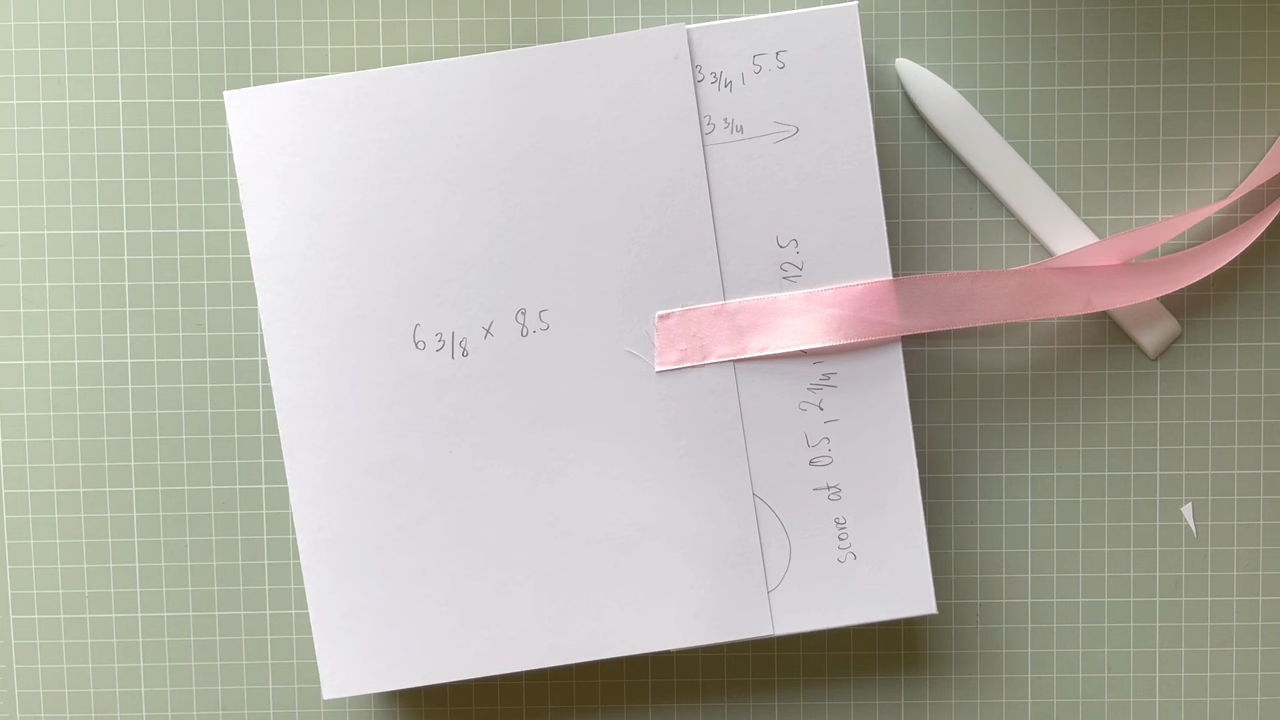 3 3/4, 5.5
3 3/4
6 3/8 x 8.5
score at 0.5, 2 1/4,
12.5